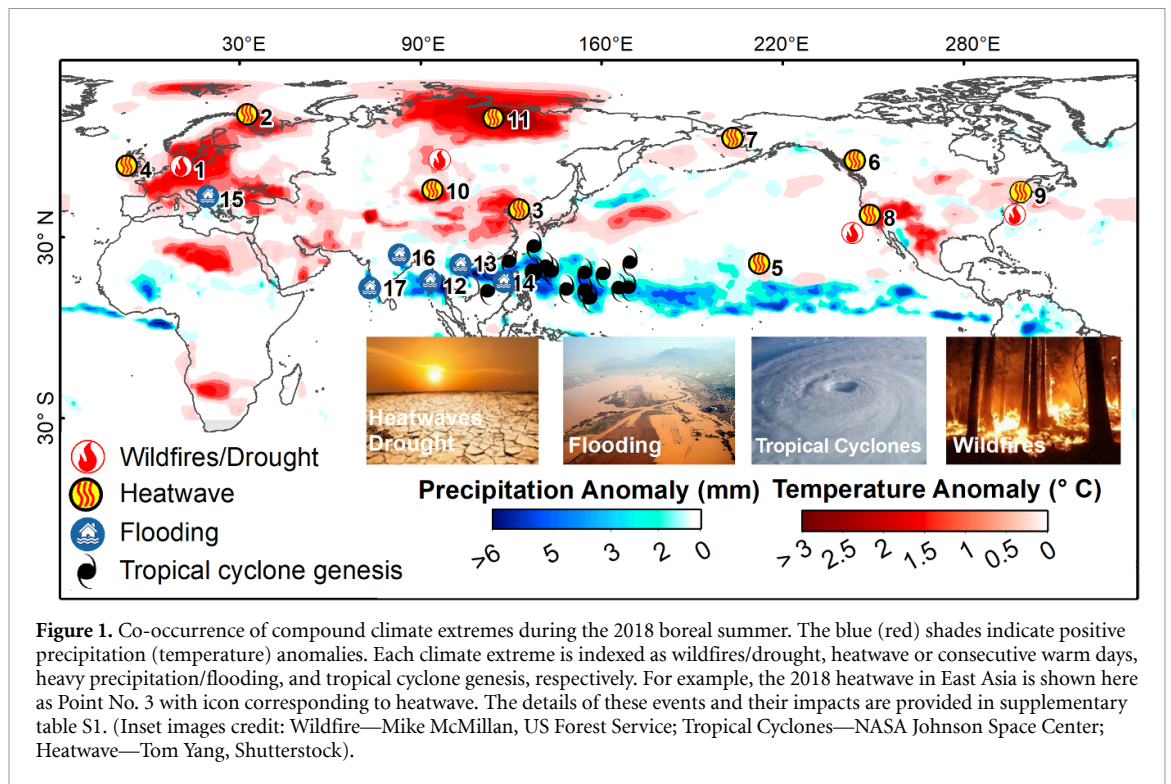 30°E 90°E 160°E 220°E 280°E
30° N
30°S
2
11
7
4
1
6
10
9
15
3
8
16
13
5
17
12
14
Heatwaves
Drought
Flooding
Tropical Cyclones
Wildfires
Wildfires/Drought
Heatwave
Flooding
Tropical cyclone genesis
Precipitation Anomaly (mm)
>6 5 3 2 0
Temperature Anomaly (° C)
> 3 2.5 2 1.5 1 0.5 0
Figure 1. Co-occurrence of compound climate extremes during the 2018 boreal summer. The blue (red) shades indicate positive
precipitation (temperature) anomalies. Each climate extreme is indexed as wildfires/drought, heatwave or consecutive warm days,
heavy precipitation/flooding, and tropical cyclone genesis, respectively. For example, the 2018 heatwave in East Asia is shown here
as Point No. 3 with icon corresponding to heatwave. The details of these events and their impacts are provided in supplementary
table S1. (Inset images credit: Wildfire—Mike McMillan, US Forest Service; Tropical Cyclones—NASA Johnson Space Center;
Heatwave—Tom Yang, Shutterstock).